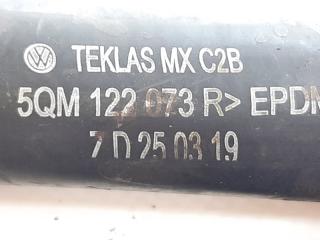 TEKLAS MX C2B
5QM 122 073 R> EPDM
7 D 25 03 19